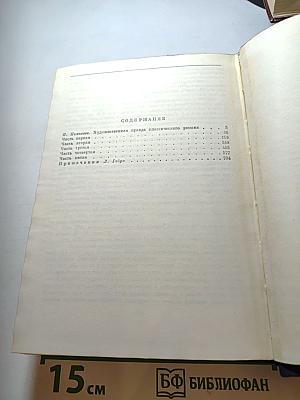 СОДЕРЖАНИЕ
Художественная правда классического романа . . . 5
Часть первая
Часть вторая
Часть третья
Часть четвертая
Часть пятая
Примечания
15 см
БФ БИБЛИОФАН